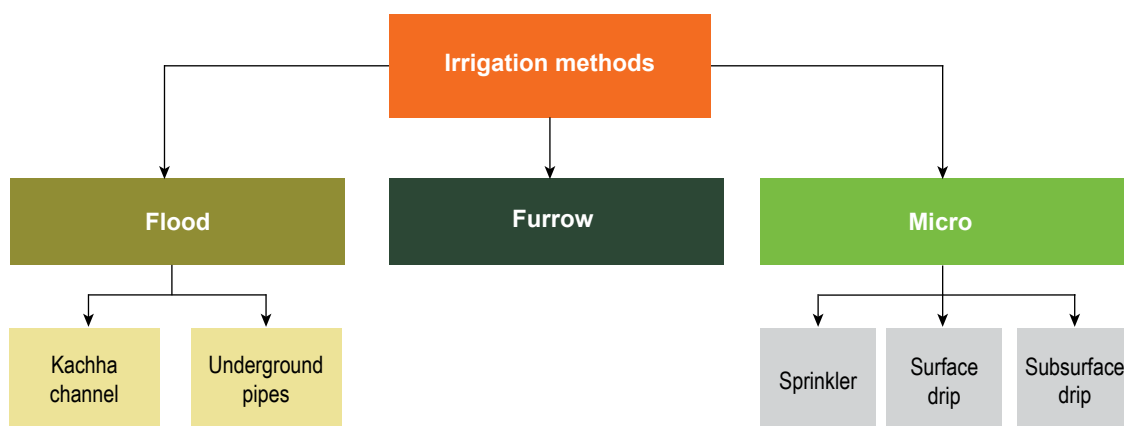 Irrigation methods
Flood
Furrow
Micro
Kachha
channel
Underground
pipes
Sprinkler
Surface
drip
Subsurface
drip